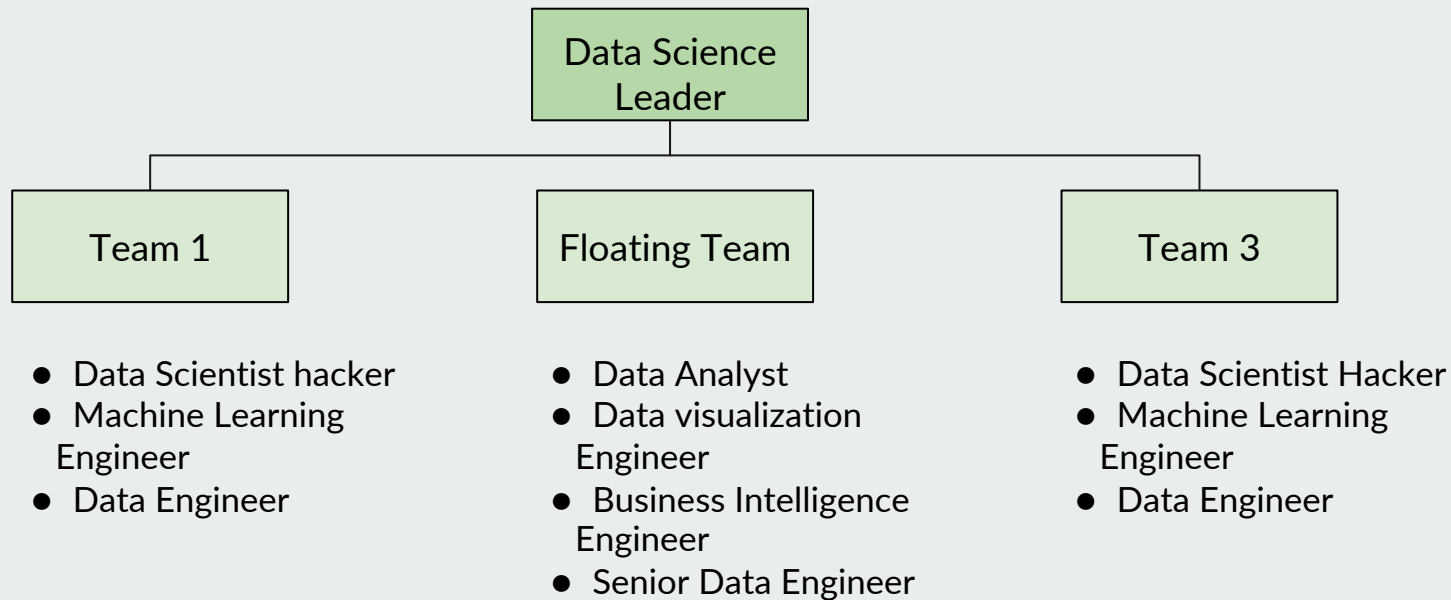 Data Science
Leader
Team 1
Floating Team
Team 3
● Data Scientist hacker
● Machine Learning
Engineer
● Data Engineer
● Data Analyst
● Data visualization
Engineer
● Business Intelligence
Engineer
● Senior Data Engineer
● Data Scientist Hacker
● Machine Learning
Engineer
● Data Engineer